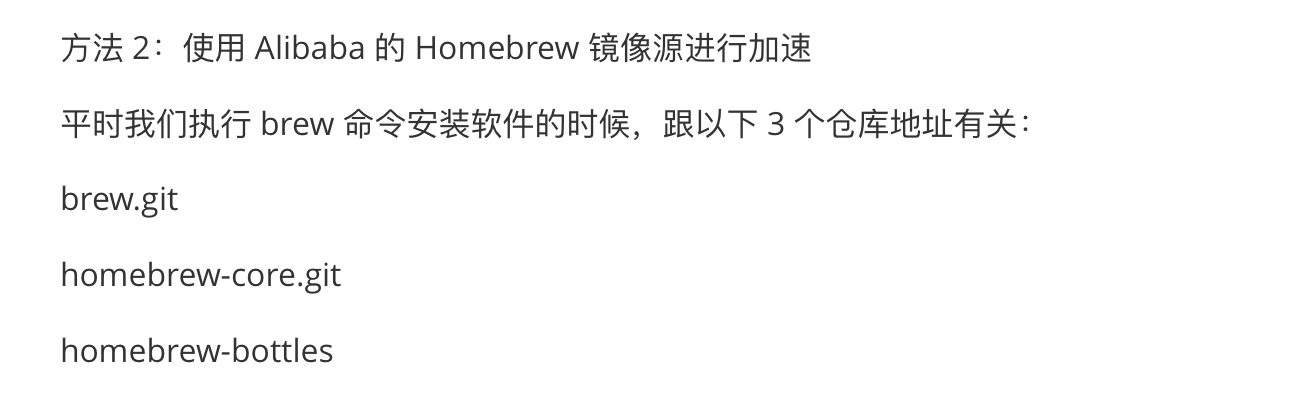 方法 2：使用 Alibaba 的 Homebrew 镜像源进行加速
平时我们执行 brew 命令安装软件的时候，跟以下 3 个仓库地址有关：
brew.git
homebrew-core.git
homebrew-bottles